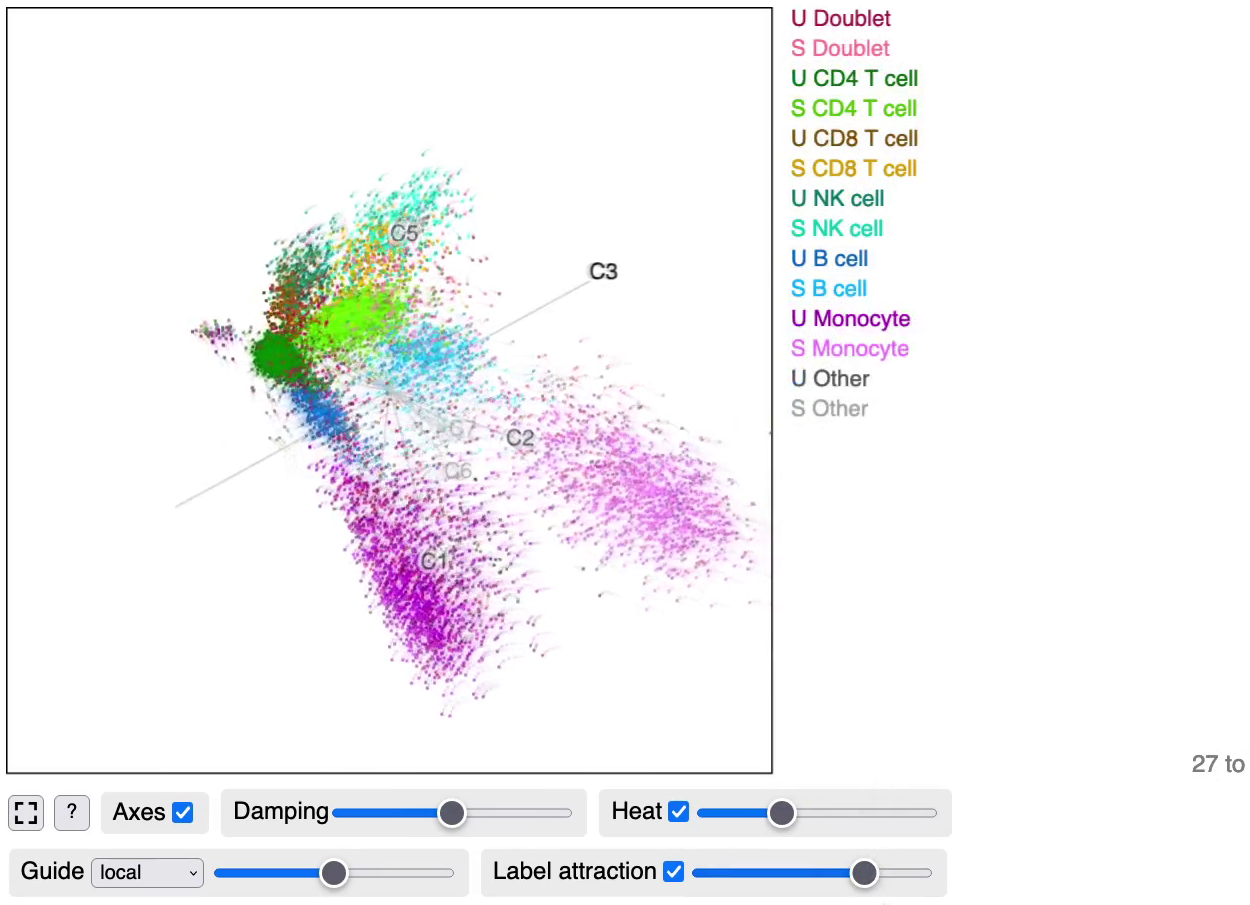 U Doublet
S Doublet
U CD4 T cell
S CD4 T cell
U CD8 T cell
S CD8 T cell
U NK cell
S NK cell
U B cell
S B cell
U Monocyte
S Monocyte
U Other
S Other
C5
C3
C7
C2
C6
C1
27 to
? Axes Damping Heat
Guide local Label attraction